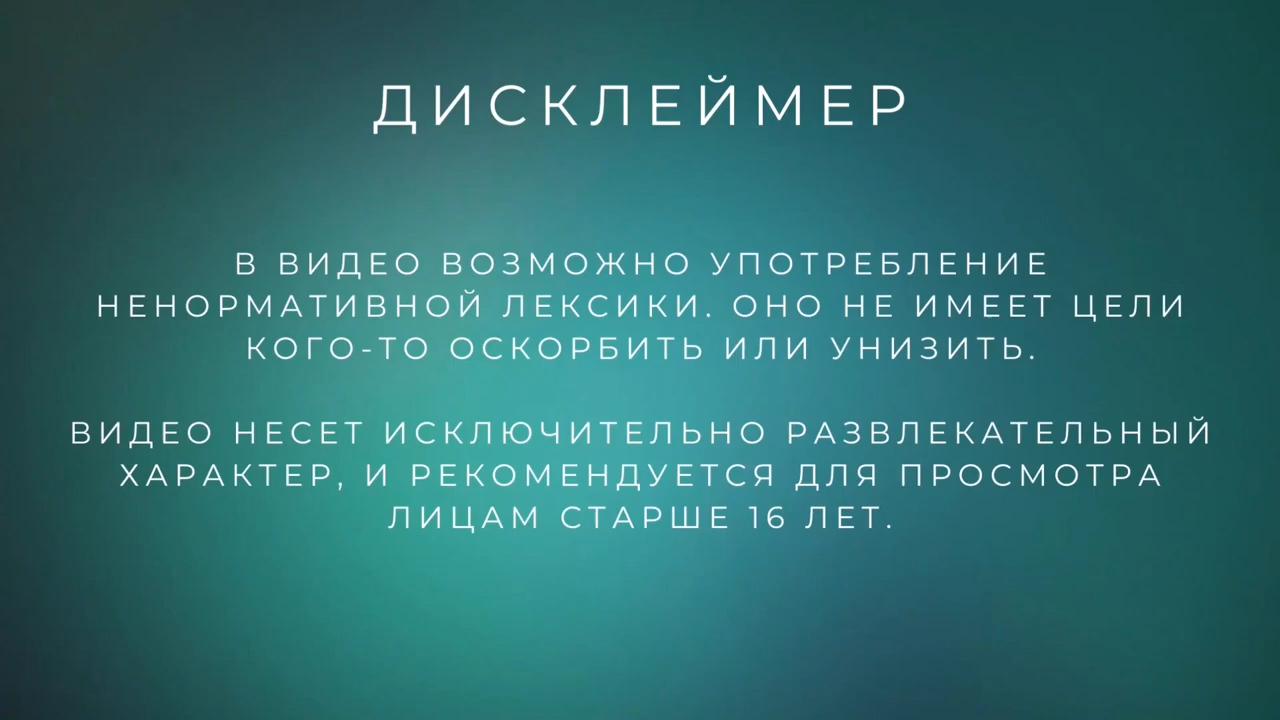 ДИСКЛЕЙМЕР
В ВИДЕО ВОЗМОЖНО УПОТРЕБЛЕНИЕ
НЕНОРМАТИВНОЙ ЛЕКСИКИ. ОНО НЕ ИМЕЕТ ЦЕЛИ
КОГО-ТО ОСКОРБИТЬ ИЛИ УНИЗИТЬ.
ВИДЕО НЕСЕТ ИСКЛЮЧИТЕЛЬНО РАЗВЛЕКАТЕЛЬНЫЙ
ХАРАКТЕР, И РЕКОМЕНДУЕТСЯ ДЛЯ ПРОСМОТРА
ЛИЦАМ СТАРШЕ 16 ЛЕТ.